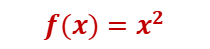 f(x) = x²